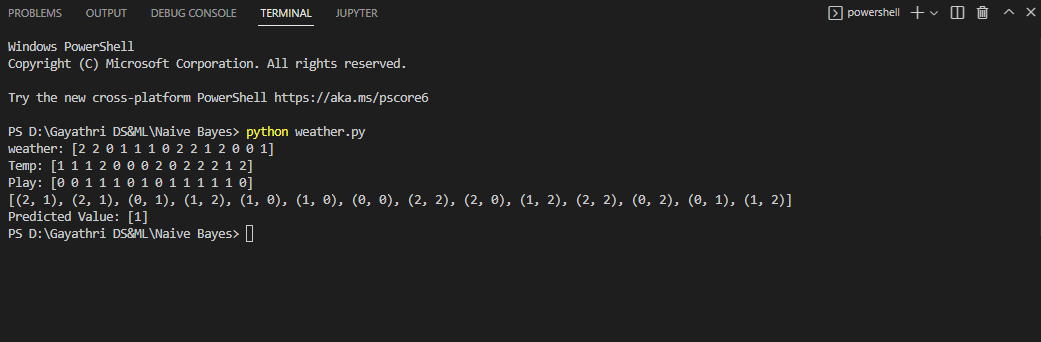 PROBLEMS OUTPUT DEBUG CONSOLE TERMINAL JUPYTER powershell
Windows PowerShell
Copyright (C) Microsoft Corporation. All rights reserved.
Try the new cross-platform PowerShell https://aka.ms/pscore6
PS D:\Gayathri DS&ML\Naive Bayes> python weather.py
weather: [2 2 0 1 1 1 0 2 2 1 2 0 0 1]
Temp: [1 1 1 2 0 0 0 2 0 2 2 2 1 2]
Play: [0 0 1 1 1 0 1 0 1 1 1 1 1 0]
[(2, 1), (2, 1), (0, 1), (1, 2), (1, 0), (1, 0), (0, 0), (2, 2), (2, 0), (1, 2), (2, 2), (0, 2), (0, 1), (1, 2)]
Predicted Value: [1]
PS D:\Gayathri DS&ML\Naive Bayes>